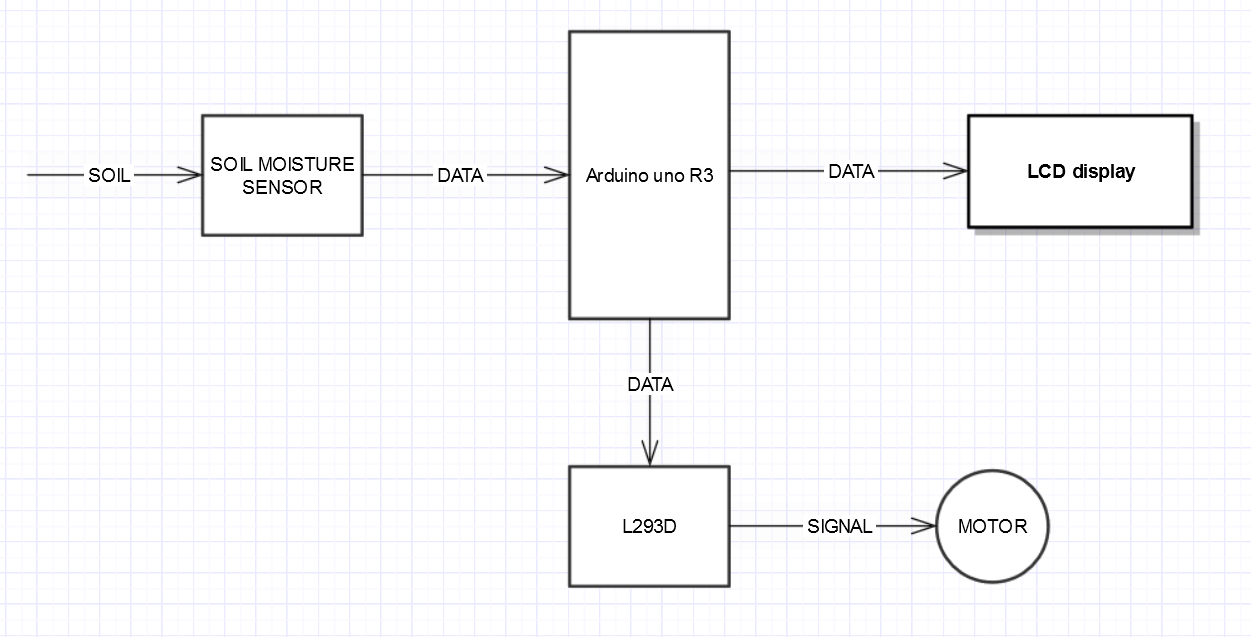 SOIL
SOIL MOISTURE
SENSOR
DATA
Arduino uno R3
DATA
LCD display
DATA
L293D
SIGNAL
MOTOR